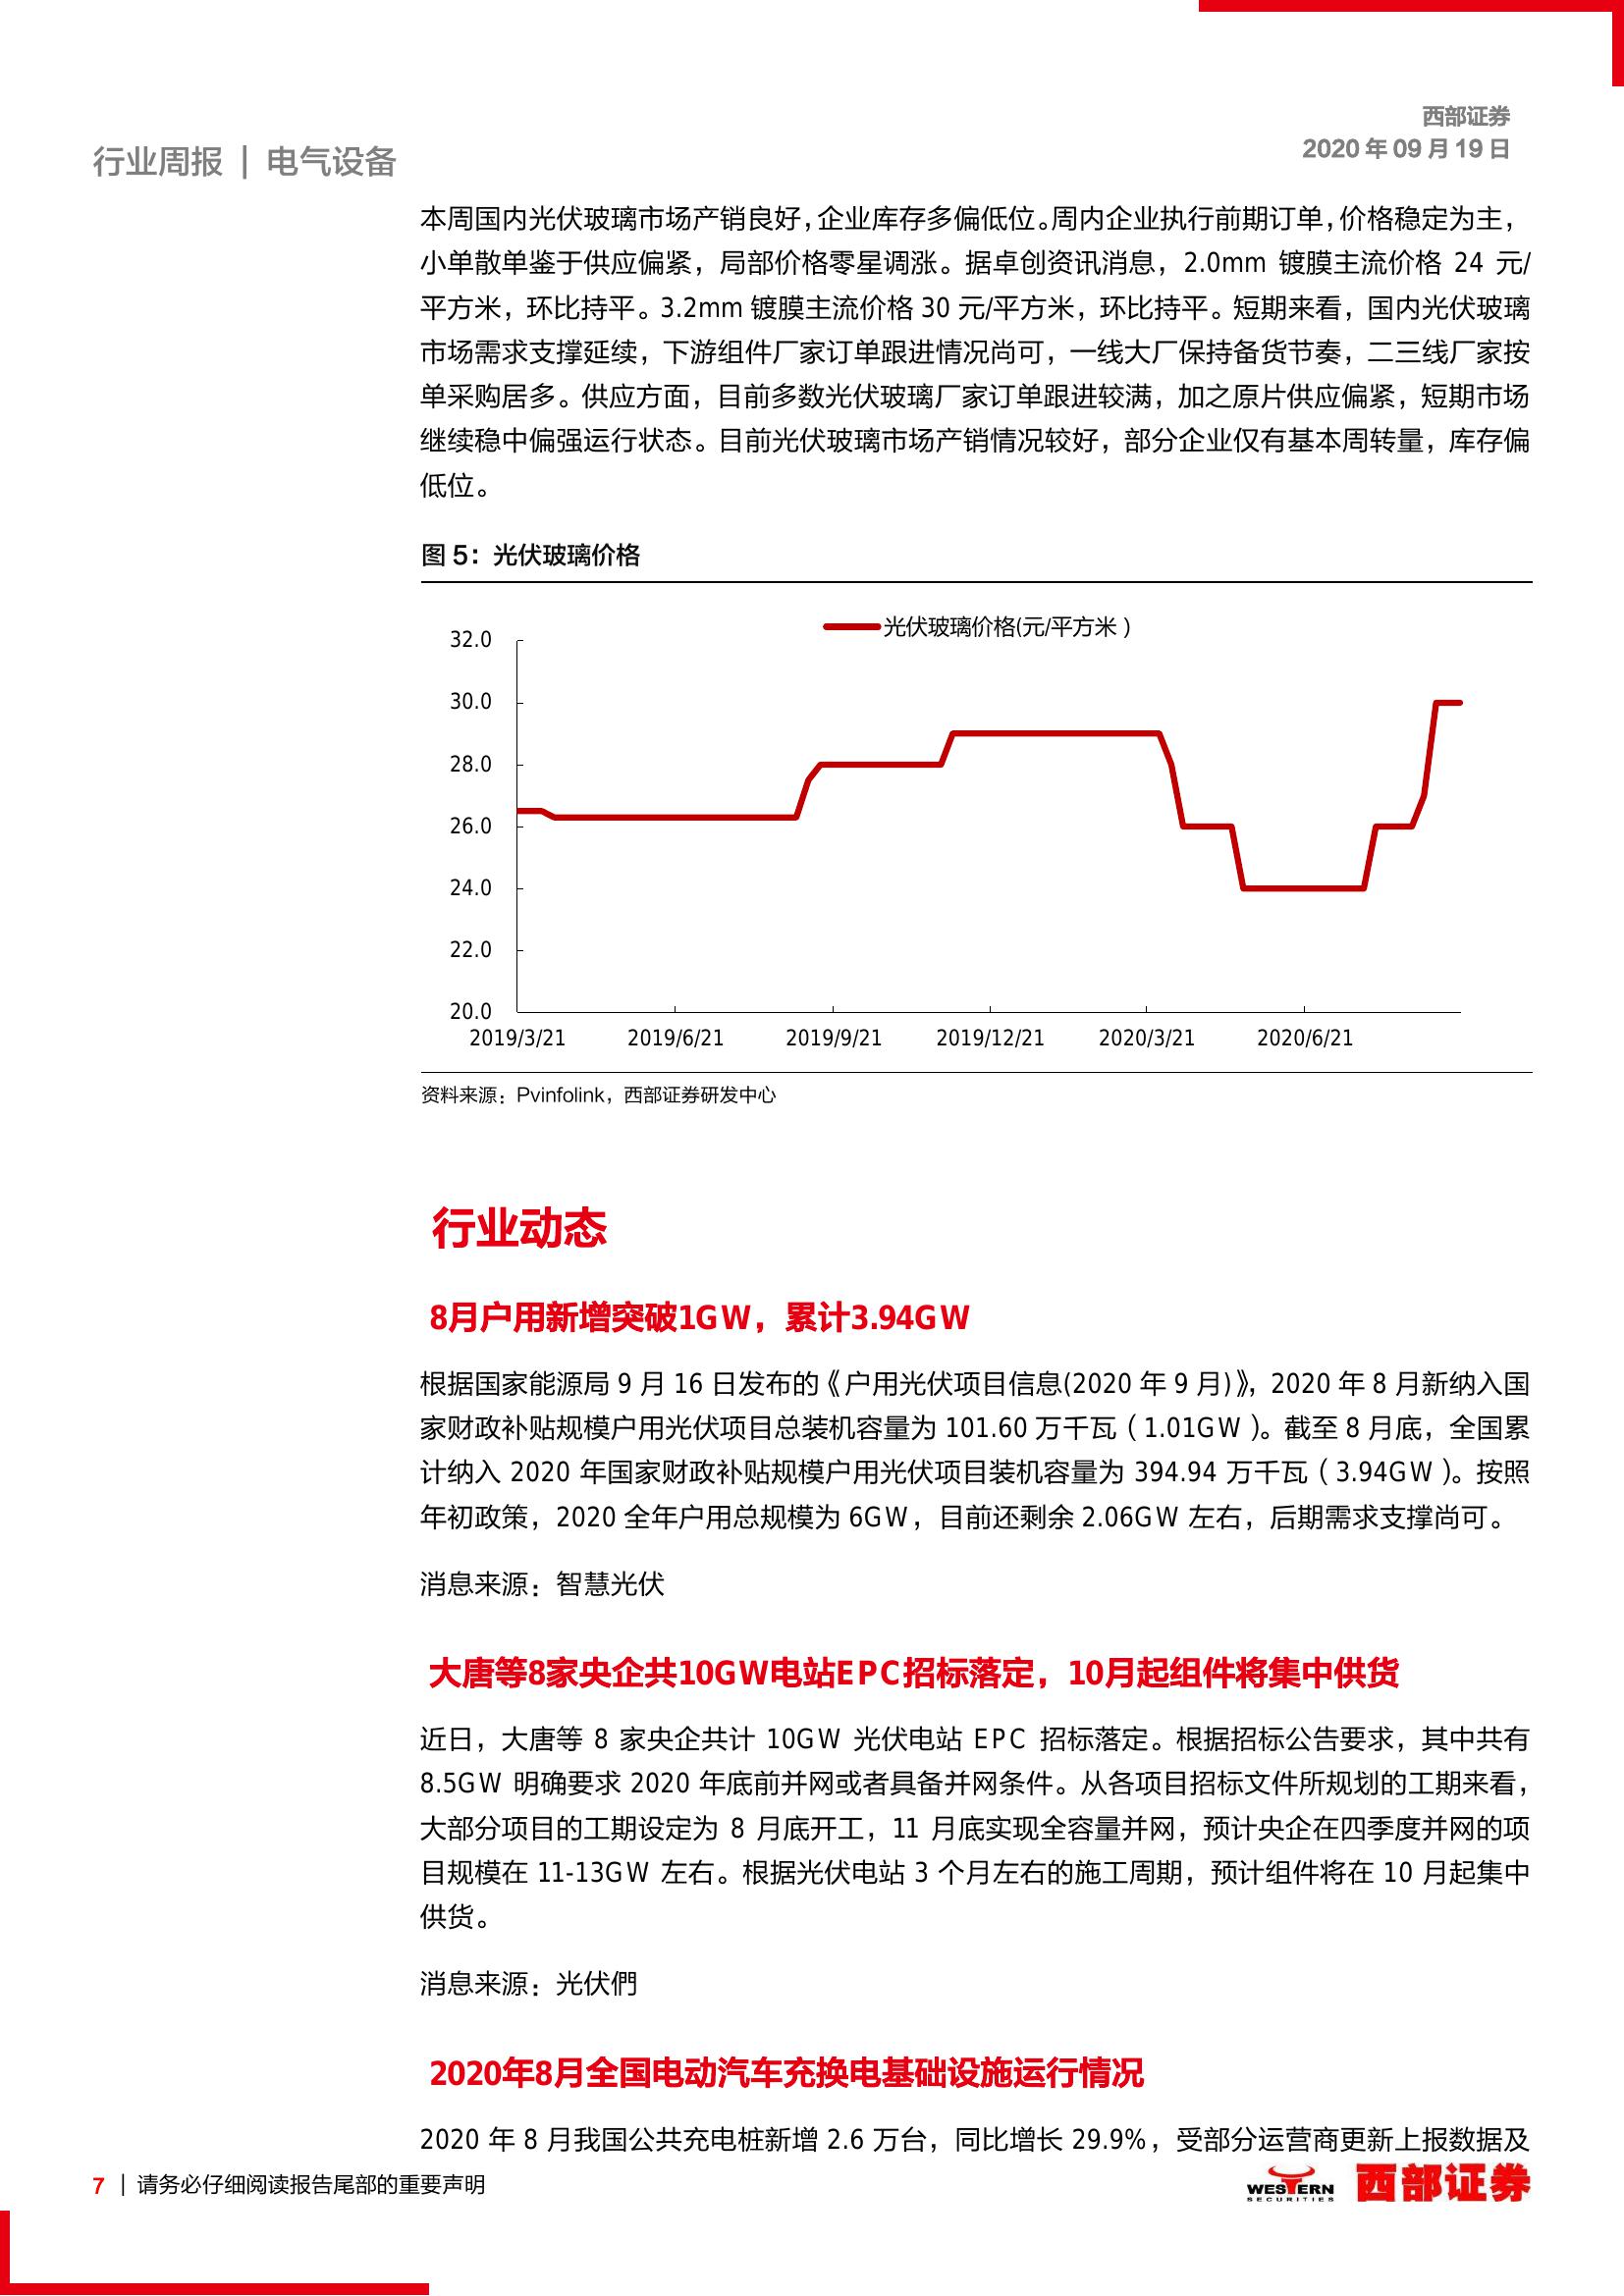 西部证券
2020 年 09 月 19 日
行业周报 | 电气设备
本周国内光伏玻璃市场产销良好，企业库存多偏低位。周内企业执行前期订单，价格稳定为主，
小单散单鉴于供应偏紧，局部价格零星调涨。据卓创资讯消息，2.0mm 镀膜主流价格 24 元/
平方米，环比持平。3.2mm 镀膜主流价格 30 元/平方米，环比持平。短期来看，国内光伏玻璃
市场需求支撑延续，下游组件厂家订单跟进情况尚可，一线大厂保持备货节奏，二三线厂家按
单采购居多。供应方面，目前多数光伏玻璃厂家订单跟进较满，加之原片供应偏紧，短期市场
继续稳中偏强运行状态。目前光伏玻璃市场产销情况较好，部分企业仅有基本周转量，库存偏
低位。
图 5：光伏玻璃价格
光伏玻璃价格(元/平方米）
32.0
30.0
28.0
26.0
24.0
22.0
20.0
2019/3/21 2019/6/21 2019/9/21 2019/12/21 2020/3/21 2020/6/21
资料来源：Pvinfolink，西部证券研发中心
行业动态
8月户用新增突破1GW，累计3.94GW
根据国家能源局 9 月 16 日发布的《户用光伏项目信息(2020 年 9 月)》，2020 年 8 月新纳入国
家财政补贴规模户用光伏项目总装机容量为 101.60 万千瓦（1.01GW）。截至 8 月底，全国累
计纳入 2020 年国家财政补贴规模户用光伏项目装机容量为 394.94 万千瓦（3.94GW）。按照
年初政策，2020 全年户用总规模为 6GW，目前还剩余 2.06GW 左右，后期需求支撑尚可。
消息来源：智慧光伏
大唐等8家央企共10GW电站EPC招标落定，10月起组件将集中供货
近日，大唐等 8 家央企共计 10GW 光伏电站 EPC 招标落定。根据招标公告要求，其中共有
8.5GW 明确要求 2020 年底前并网或者具备并网条件。从各项目招标文件所规划的工期来看，
大部分项目的工期设定为 8 月底开工，11 月底实现全容量并网，预计央企在四季度并网的项
目规模在 11-13GW 左右。根据光伏电站 3 个月左右的施工周期，预计组件将在 10 月起集中
供货。
消息来源：光伏們
2020年8月全国电动汽车充换电基础设施运行情况
2020 年 8 月我国公共充电桩新增 2.6 万台，同比增长 29.9%，受部分运营商更新上报数据及
7 | 请务必仔细阅读报告尾部的重要声明
WESTERN
SECURITIES
西部证券